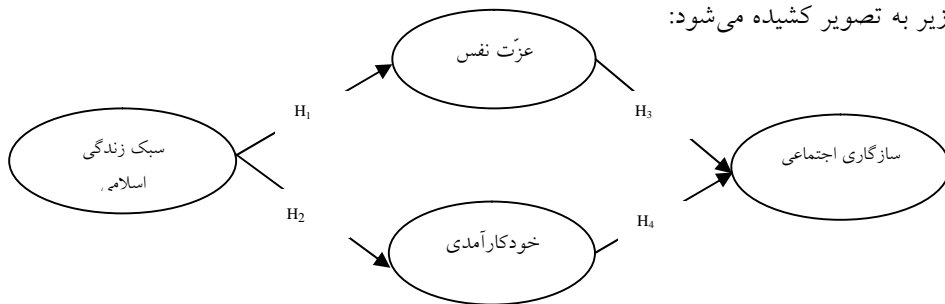 زیر به تصویر کشیده می‌شود:
عزّت نفس
H1
H3
سبک زندگی
اسلامی
سازگاری اجتماعی
H2
H4
خودکارآمدی